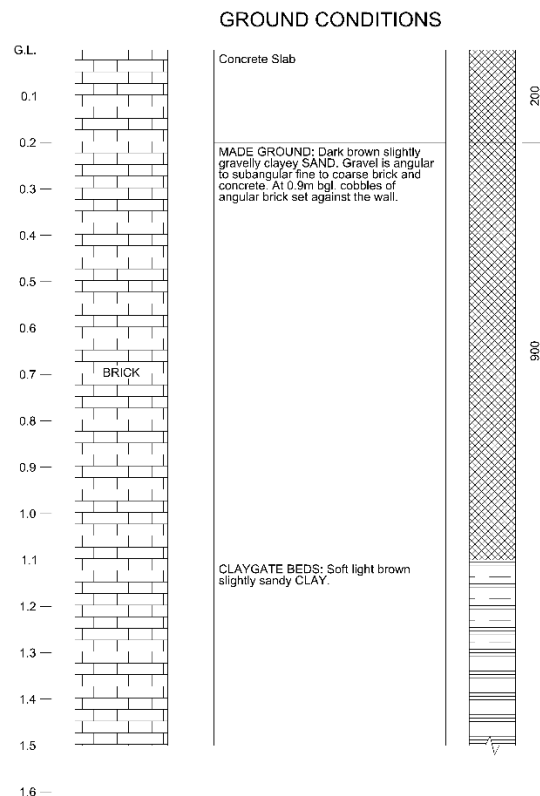 GROUND CONDITIONS
G.L.
0.1
0.2
0.3
0.4
0.5
0.6
0.7
0.8
0.9
1.0
1.1
1.2
1.3
1.4
1.5
1.6
BRICK
Concrete Slab
MADE GROUND: Dark brown slightly
gravelly clayey SAND. Gravel is angular
to subangular fine to coarse brick and
concrete. At 0.9m bgl. cobbles of
angular brick set against the wall.
CLAYGATE BEDS: Soft light brown
slightly sandy CLAY.
200
900